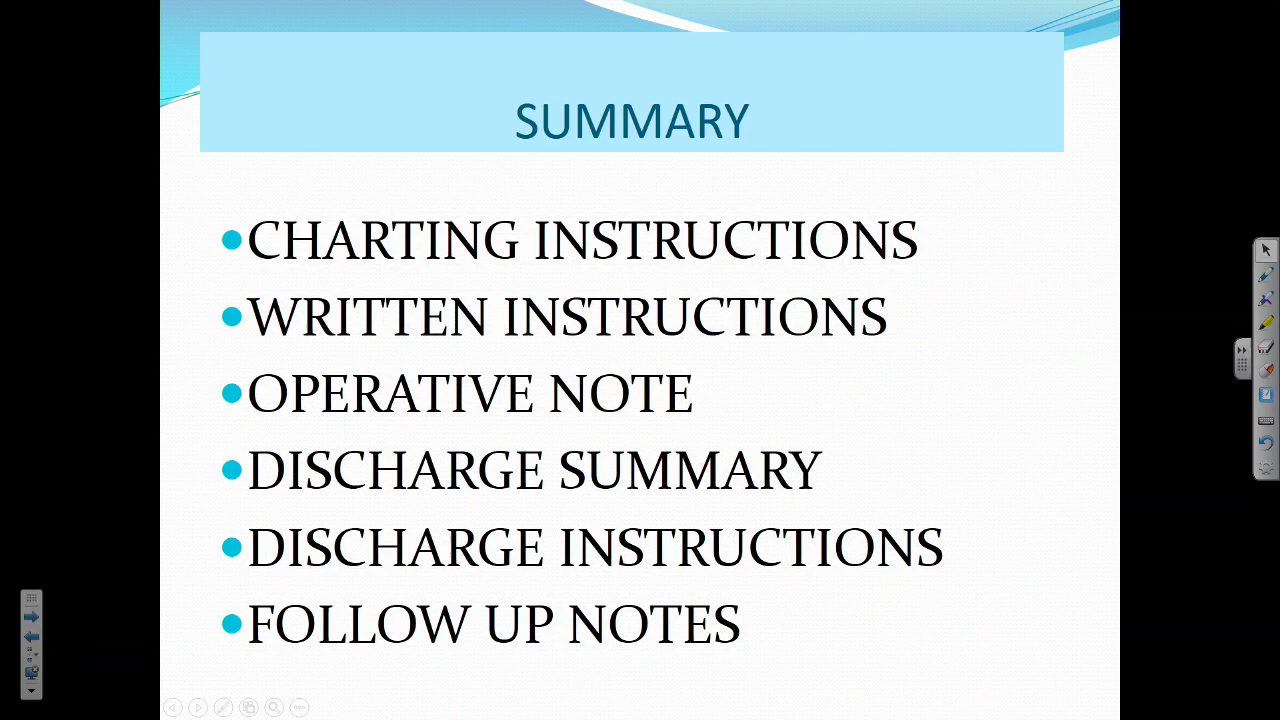 SUMMARY
•CHARTING INSTRUCTIONS
•WRITTEN INSTRUCTIONS
•OPERATIVE NOTE
•DISCHARGE SUMMARY
•DISCHARGE INSTRUCTIONS
•FOLLOW UP NOTES